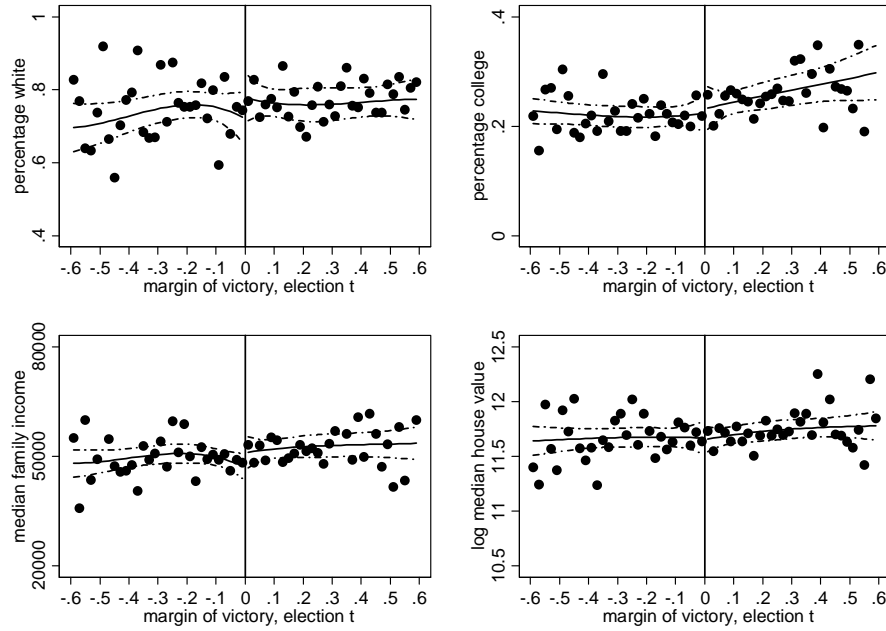 percentage white
.4 .6 .8 1
-.6 -.5 -.4 -.3 -.2 -.1 0 .1 .2 .3 .4 .5 .6
margin of victory, election t
percentage college
0 .2 .4
-.6 -.5 -.4 -.3 -.2 -.1 0 .1 .2 .3 .4 .5 .6
margin of victory, election t
median family income
20000 50000 80000
-.6 -.5 -.4 -.3 -.2 -.1 0 .1 .2 .3 .4 .5 .6
margin of victory, election t
log median house value
10.5 11 11.5 12 12.5
-.6 -.5 -.4 -.3 -.2 -.1 0 .1 .2 .3 .4 .5 .6
margin of victory, election t